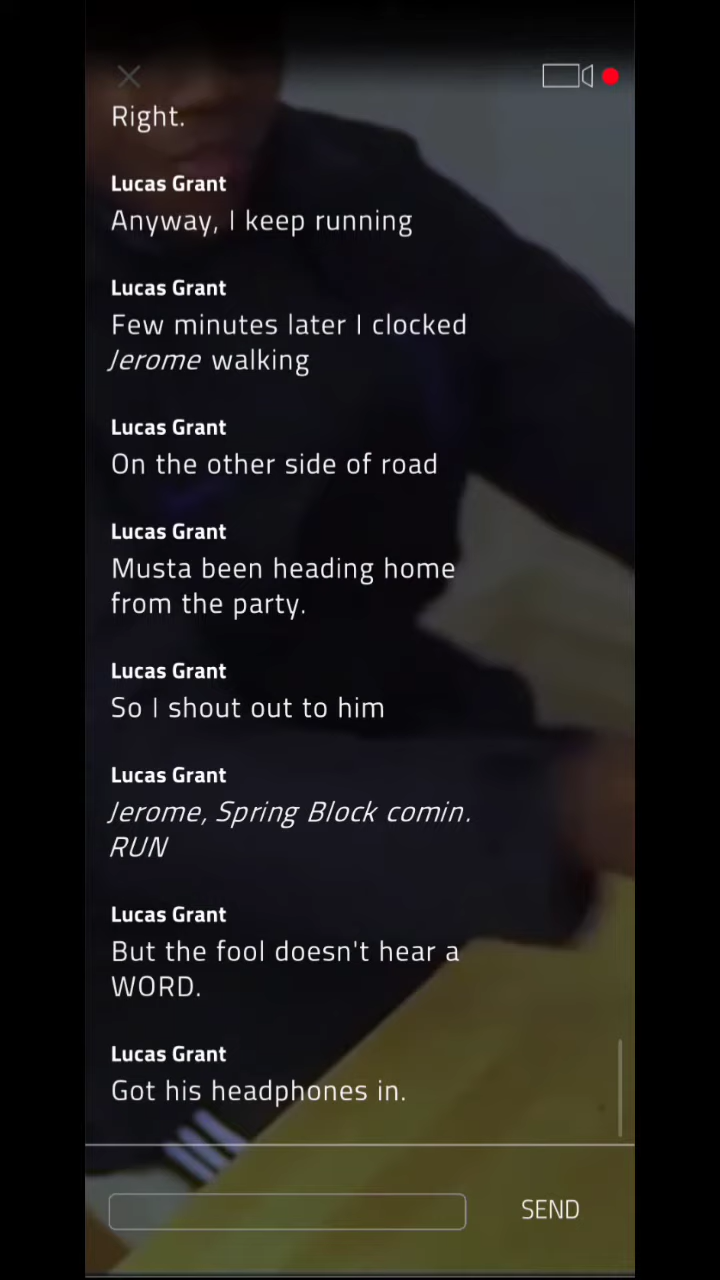 Right.
Lucas Grant
Anyway, I keep running
Lucas Grant
Few minutes later I clocked
Jerome walking
Lucas Grant
On the other side of road
Lucas Grant
Musta been heading home
from the party.
Lucas Grant
So I shout out to him
Lucas Grant
Jerome, Spring Block comin.
RUN
Lucas Grant
But the fool doesn't hear a
WORD.
Lucas Grant
Got his headphones in.
SEND